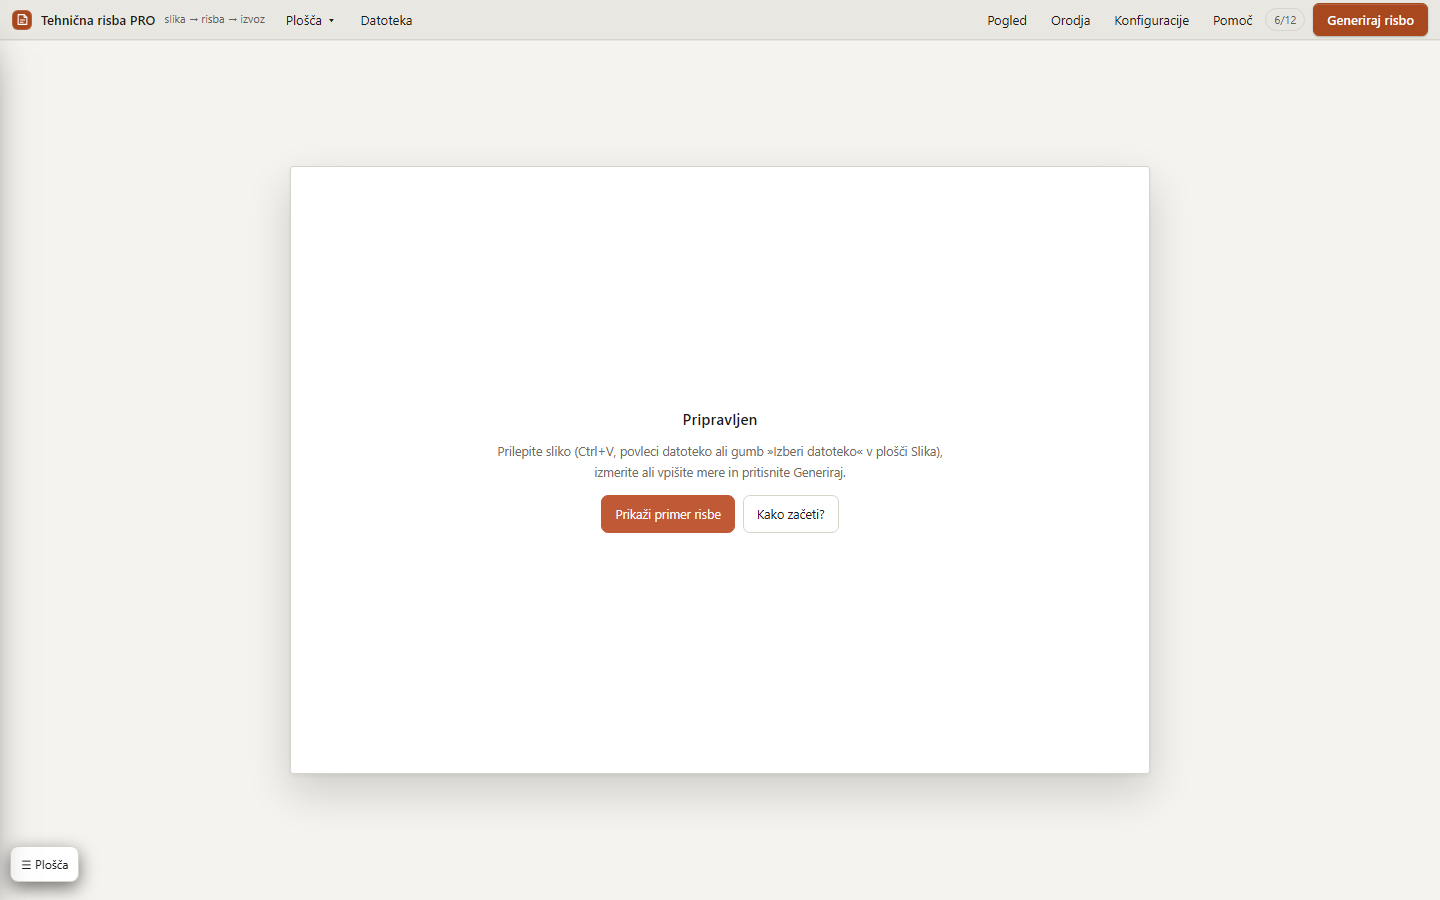 Tehnična risba PRO
slika → risba → izvoz
Plošča ▾
Datoteka
Pogled
Orodja
Konfiguracije
Pomoč
6/12
Generiraj risbo
Pripravljen
Prilepite sliko (Ctrl+V, povleci datoteko ali gumb »Izberi datoteko« v plošči Slika),
izmerite ali vpišite mere in pritisnite Generiraj.
Prikaži primer risbe
Kako začeti?
☰ Plošča